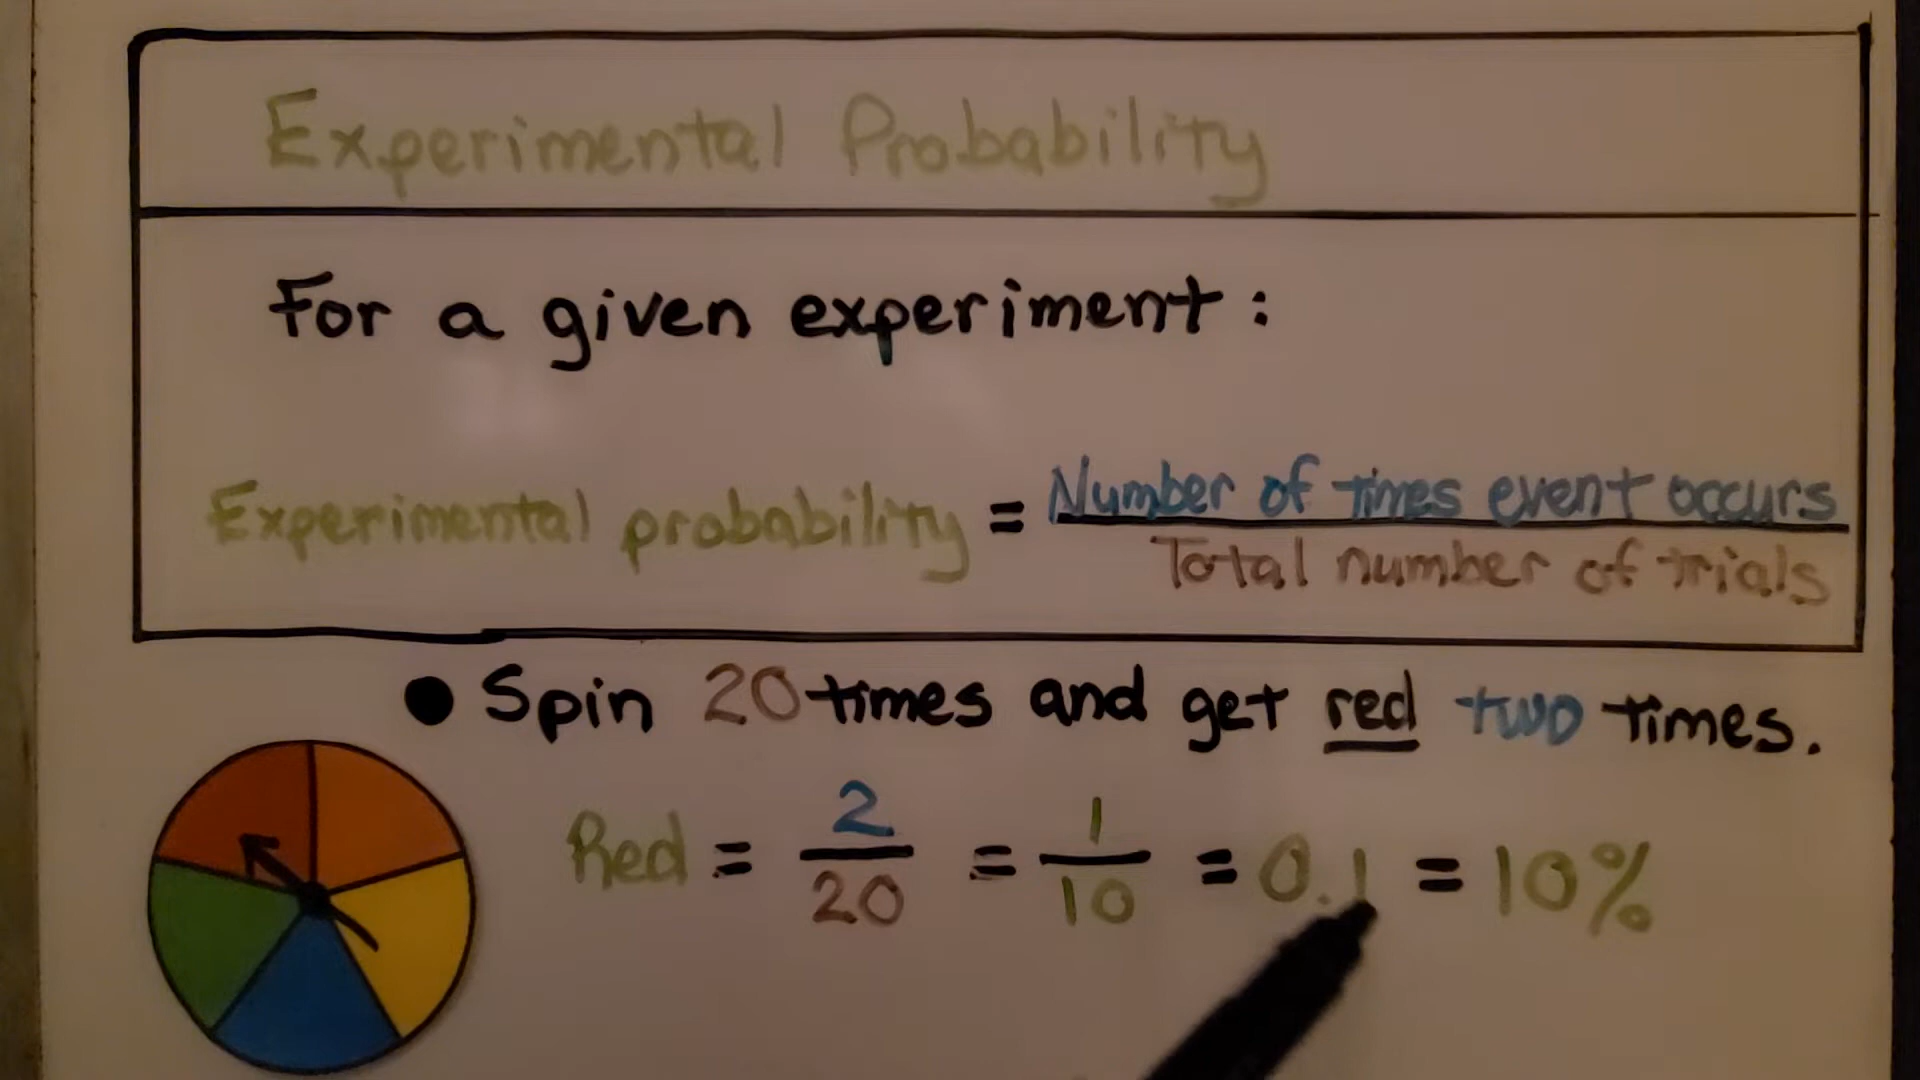 Experimental Probability
For a given experiment:
Experimental probability = Number of times event occurs
Total number of trials
● Spin 20 times and get red two times.
Red = 2/20 = 1/10 = 0.1 = 10%